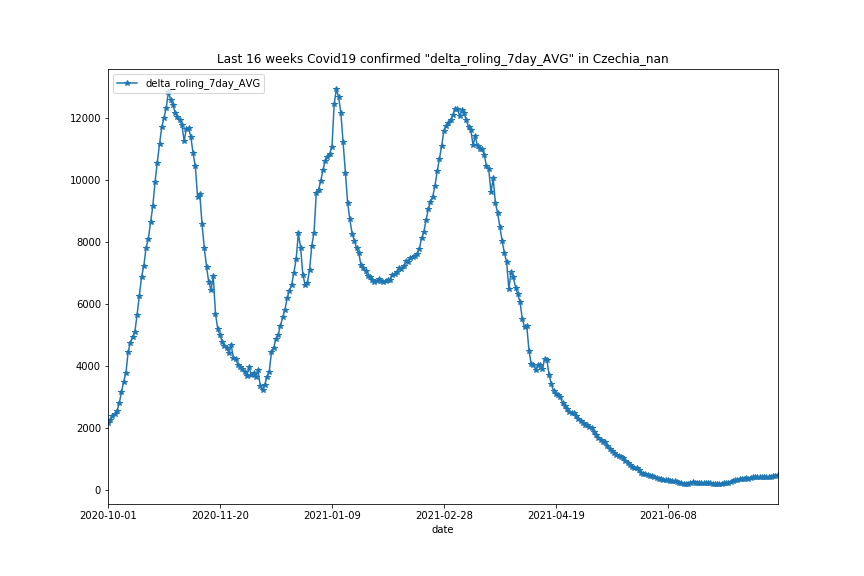 Last 16 weeks Covid19 confirmed "delta_roling_7day_AVG" in Czechia_nan
delta_roling_7day_AVG
12000
10000
8000
6000
4000
2000
0
2020-10-01 2020-11-20 2021-01-09 2021-02-28 2021-04-19 2021-06-08
date